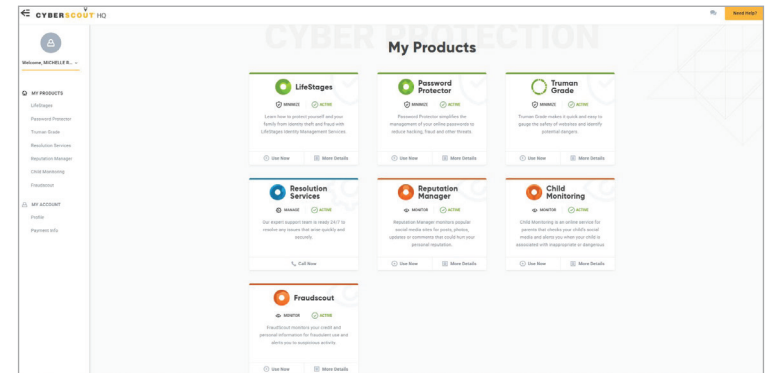 CYBERSCOUT HQ
Need Help?
CYBER PROTECTION
My Products
Welcome, MICHELLE R...
MY PRODUCTS
LifeStages
Password Protector
Truman Grade
Resolution Services
Reputation Manager
Child Monitoring
Fraudscout
MY ACCOUNT
Profile
Payment Info
LifeStages
MINIMIZE ACTIVE
Learn how to protect yourself and your
family from identity theft and fraud with
LifeStages Identity Management Services
Use Now More Details
Password
Protector
MINIMIZE ACTIVE
Password Protector simplifies the
management of your online passwords to
reduce hacking, fraud and other threats
Use Now More Details
Truman
Grade
MINIMIZE ACTIVE
Truman Grade makes it quick and easy to
gauge the safety of websites and identify
potential dangers
Use Now More Details
Resolution
Services
MANAGE ACTIVE
Our expert support team is ready 24/7 to
resolve any issues that arise quickly and
securely.
Call Now
Reputation
Manager
MONITOR ACTIVE
Reputation Manager monitors popular
social media sites for posts, photos,
updates or comments that could hurt your
personal reputation.
Use Now More Details
Child
Monitoring
MONITOR ACTIVE
Child Monitoring is an online service for
parents that checks your child's social
media and alerts you when your child is
associated with inappropriate or dangerous
Use Now More Details
Fraudscout
MONITOR ACTIVE
FraudScout monitors your credit and
personal information for fraudulent use and
alerts you to suspicious activity.
Use Now More Details